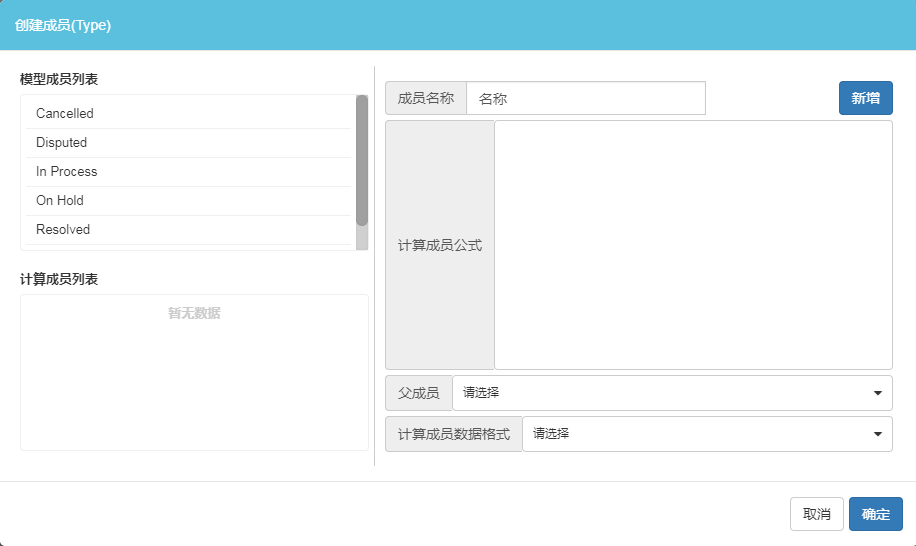 创建成员(Type)
模型成员列表
Cancelled
Disputed
In Process
On Hold
Resolved
计算成员列表
暂无数据
成员名称 名称 新增
计算成员公式
父成员 请选择
计算成员数据格式 请选择
取消 确定